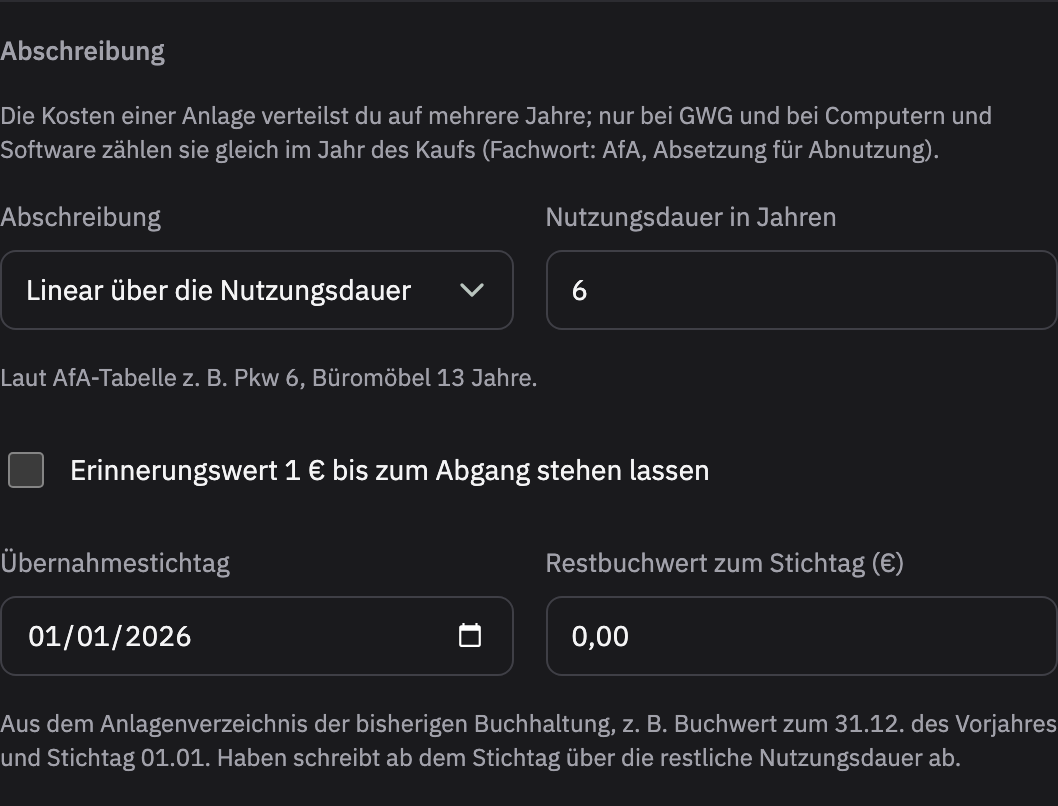 Abschreibung
Die Kosten einer Anlage verteilst du auf mehrere Jahre; nur bei GWG und bei Computern und
Software zählen sie gleich im Jahr des Kaufs (Fachwort: AfA, Absetzung für Abnutzung).
Abschreibung
Nutzungsdauer in Jahren
Linear über die Nutzungsdauer
6
Laut AfA-Tabelle z. B. Pkw 6, Büromöbel 13 Jahre.
Erinnerungswert 1 € bis zum Abgang stehen lassen
Übernahmestichtag
Restbuchwert zum Stichtag (€)
01/01/2026
0,00
Aus dem Anlagenverzeichnis der bisherigen Buchhaltung, z. B. Buchwert zum 31.12. des Vorjahres
und Stichtag 01.01. Haben schreibt ab dem Stichtag über die restliche Nutzungsdauer ab.